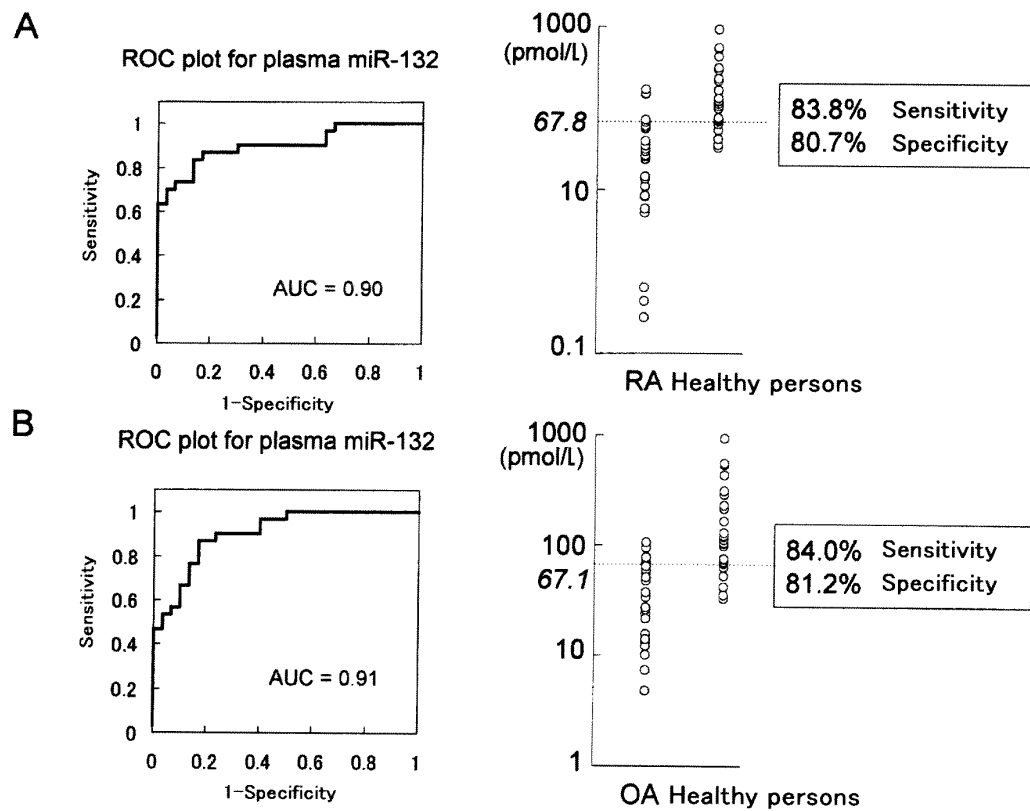 A
ROC plot for plasma miR-132
Sensitivity
1
0.8
0.6
0.4
0.2
0
AUC = 0.90
0 0.2 0.4 0.6 0.8 1
1-Specificity
1000
(pmol/L)
67.8
10
0.1
RA Healthy persons
83.8% Sensitivity
80.7% Specificity
B
ROC plot for plasma miR-132
Sensitivity
1
0.8
0.6
0.4
0.2
0
AUC = 0.91
0 0.2 0.4 0.6 0.8 1
1-Specificity
1000
(pmol/L)
100
67.1
10
1
OA Healthy persons
84.0% Sensitivity
81.2% Specificity